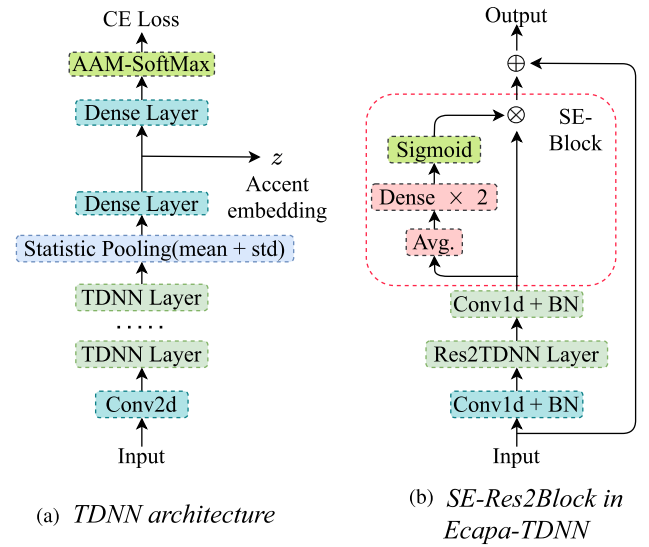 CE Loss
AAM-SoftMax
Dense Layer
z
Accent
embedding
Dense Layer
Statistic Pooling(mean + std)
TDNN Layer
.....
TDNN Layer
Conv2d
Input
(a) TDNN architecture
Output
SE-
Block
Sigmoid
Dense × 2
Avg.
Conv1d + BN
Res2TDNN Layer
Conv1d + BN
Input
(b) SE-Res2Block in
Ecapa-TDNN